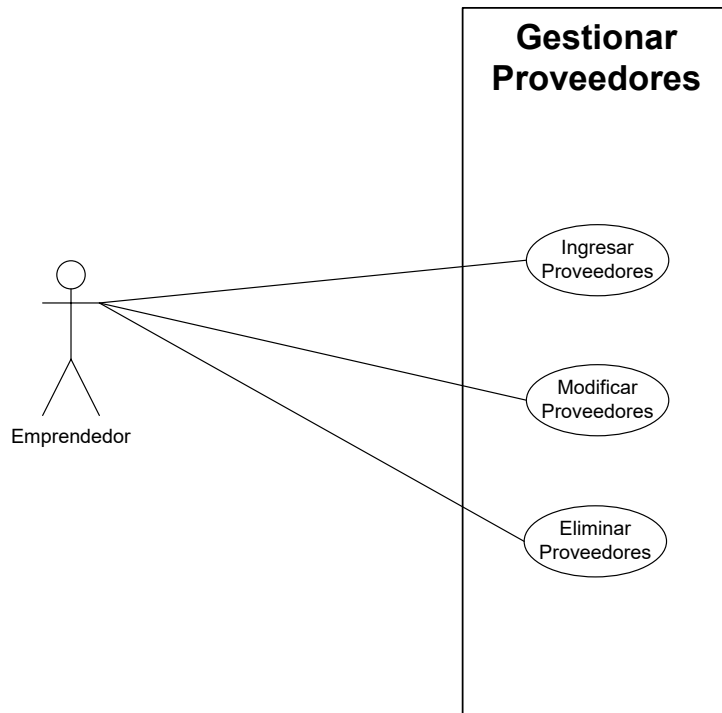 Gestionar
Proveedores
Ingresar
Proveedores
Modificar
Proveedores
Emprendedor
Eliminar
Proveedores